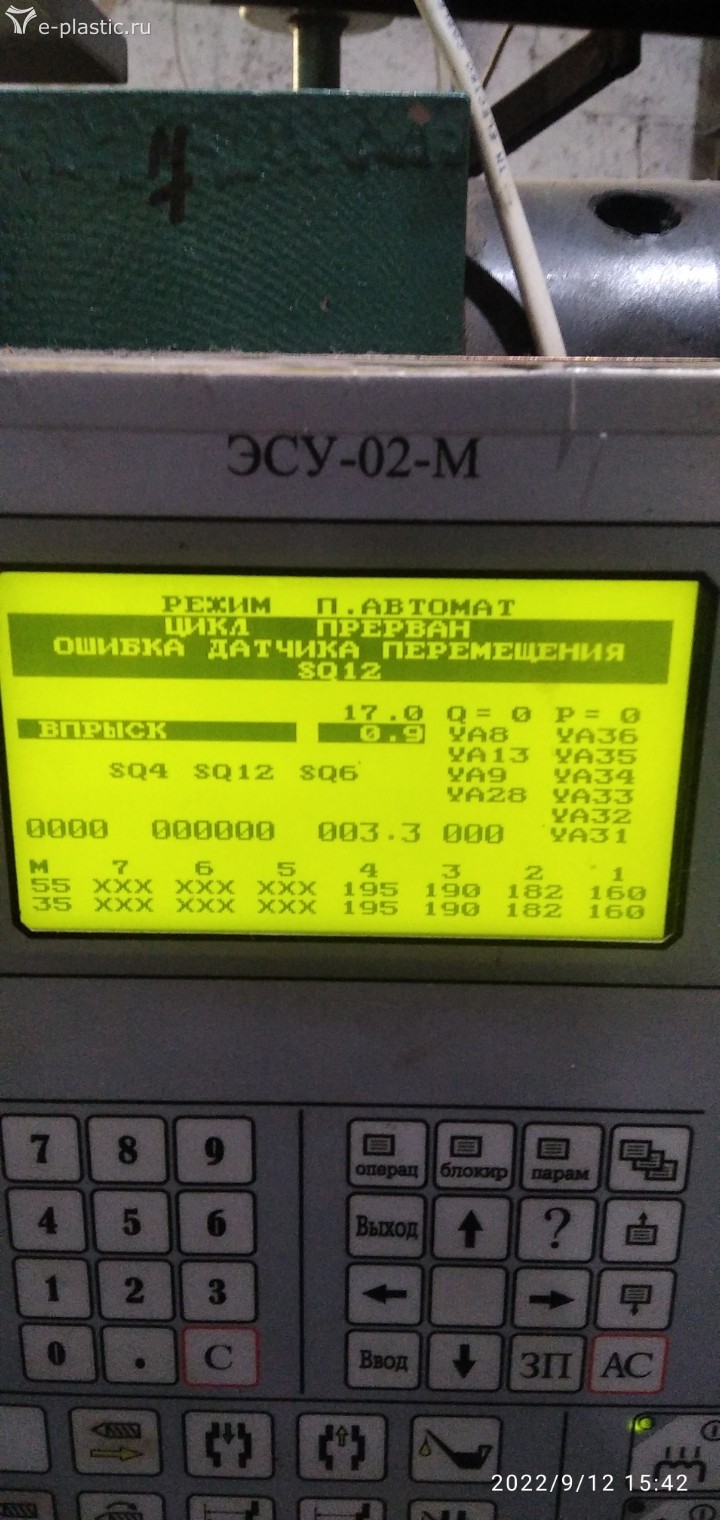 e-plastic.ru
7
ЭСУ-02-М
РЕЖИМ П.АВТОМАТ
ЦИКЛ ПРЕРВАН
ОШИБКА ДАТЧИКА ПЕРЕМЕЩЕНИЯ
SQ12
17.0 Q= 0 P= 0
ВПРЫСК 0.9 YA8 YA36
YA13 YA35
SQ4 SQ12 SQ6 YA9 YA34
YA28 YA33
YA32
0000 000000 003.3 000 YA31
М 7 6 5 4 3 2 1
55 XXX XXX XXX 195 190 182 160
35 XXX XXX XXX 195 190 182 160
7 8 9 операц блокир парам
4 5 6 Выход ?
1 2 3
0 . С Ввод ЗП АС
2022/9/12 15:42